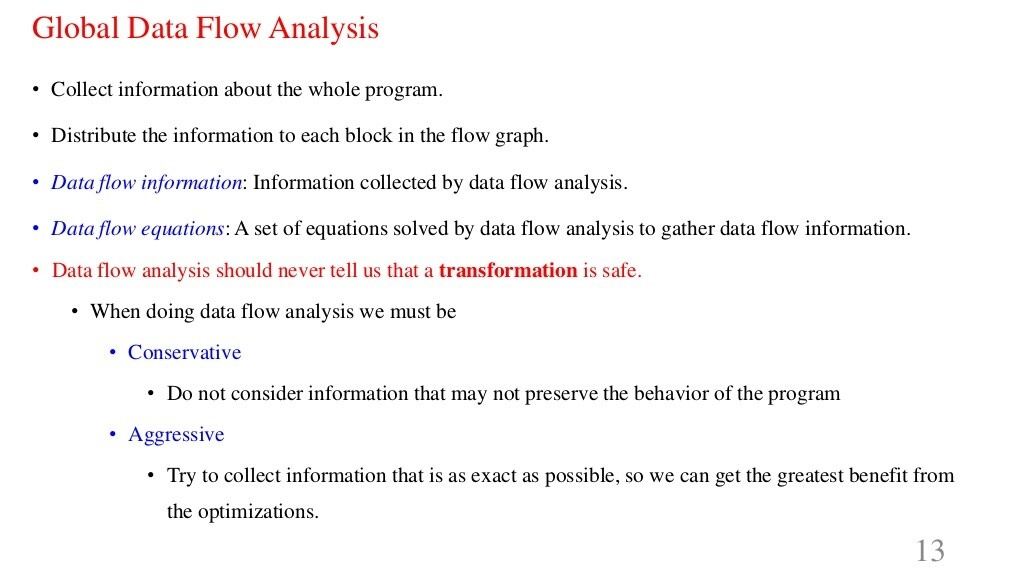 Global Data Flow Analysis
• Collect information about the whole program.
• Distribute the information to each block in the flow graph.
• Data flow information: Information collected by data flow analysis.
• Data flow equations: A set of equations solved by data flow analysis to gather data flow information.
• Data flow analysis should never tell us that a transformation is safe.
• When doing data flow analysis we must be
• Conservative
• Do not consider information that may not preserve the behavior of the program
• Aggressive
• Try to collect information that is as exact as possible, so we can get the greatest benefit from
the optimizations.
13